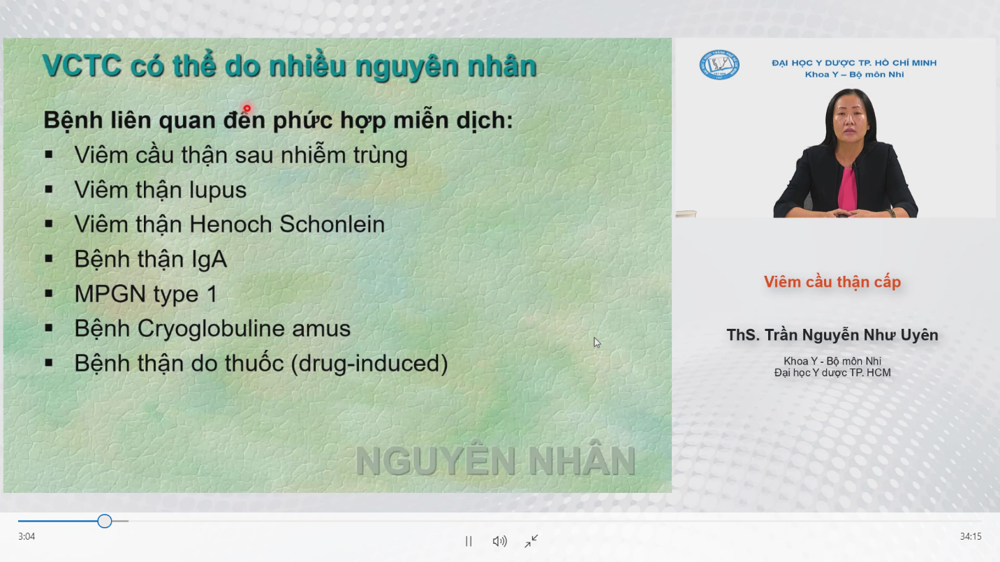 VCTC có thể do nhiều nguyên nhân
Bệnh liên quan đến phức hợp miễn dịch:
▪ Viêm cầu thận sau nhiễm trùng
▪ Viêm thận lupus
▪ Viêm thận Henoch Schonlein
▪ Bệnh thận IgA
▪ MPGN type 1
▪ Bệnh Cryoglobuline amus
▪ Bệnh thận do thuốc (drug-induced)
NGUYÊN NHÂN
ĐẠI HỌC Y DƯỢC TP. HỒ CHÍ MINH
Khoa Y – Bộ môn Nhi
Viêm cầu thận cấp
ThS. Trần Nguyễn Như Uyên
Khoa Y - Bộ môn Nhi
Đại học Y dược TP. HCM
3:04
34:15